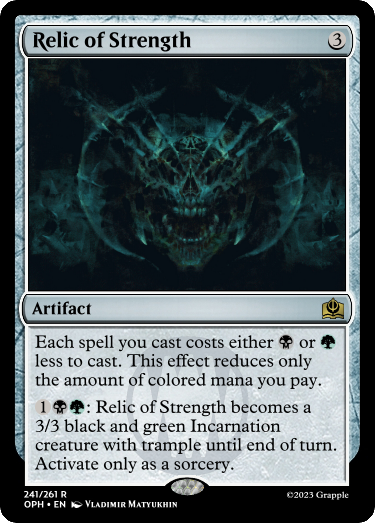 Relic of Strength 3
Artifact
Each spell you cast costs either or
less to cast. This effect reduces only
the amount of colored mana you pay.
1 : Relic of Strength becomes a
3/3 black and green Incarnation
creature with trample until end of turn.
Activate only as a sorcery.
241/261 R
OPH • EN Vladimir Matyukhin
©2023 Grapple